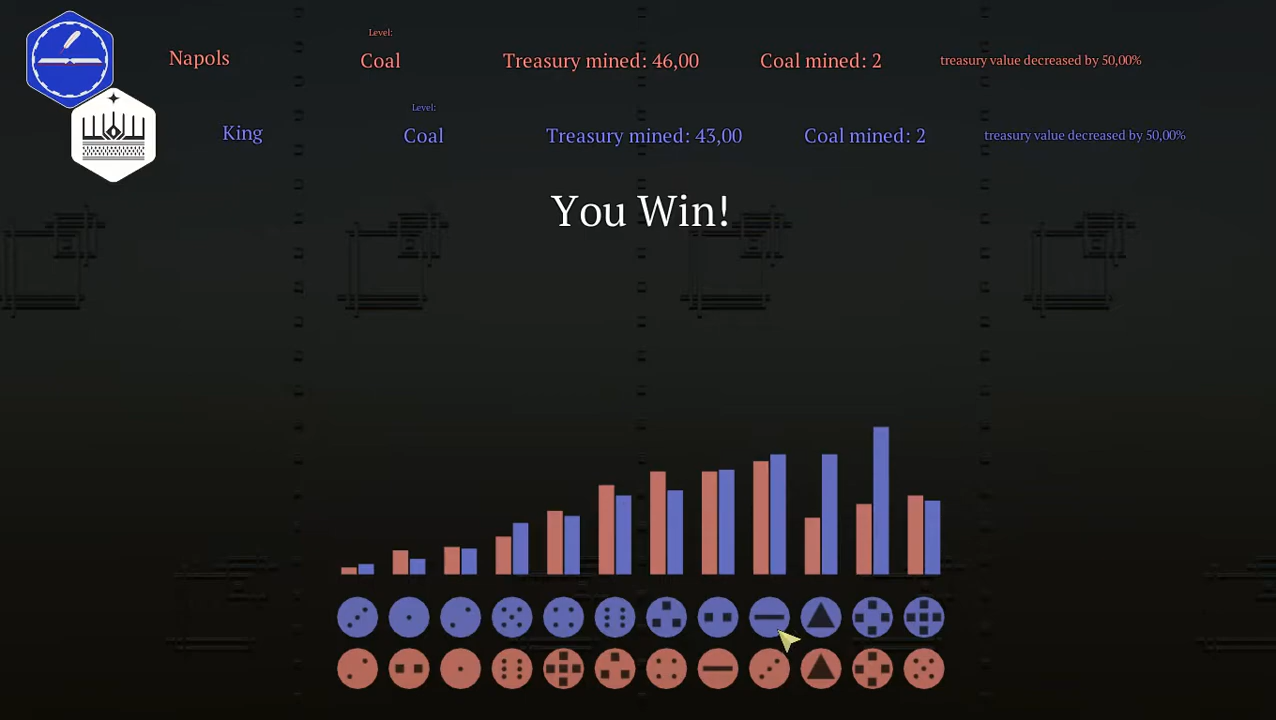 Level:
Napols Coal Treasury mined: 46,00 Coal mined: 2 treasury value decreased by 50,00%
Level:
King Coal Treasury mined: 43,00 Coal mined: 2 treasury value decreased by 50,00%
You Win!